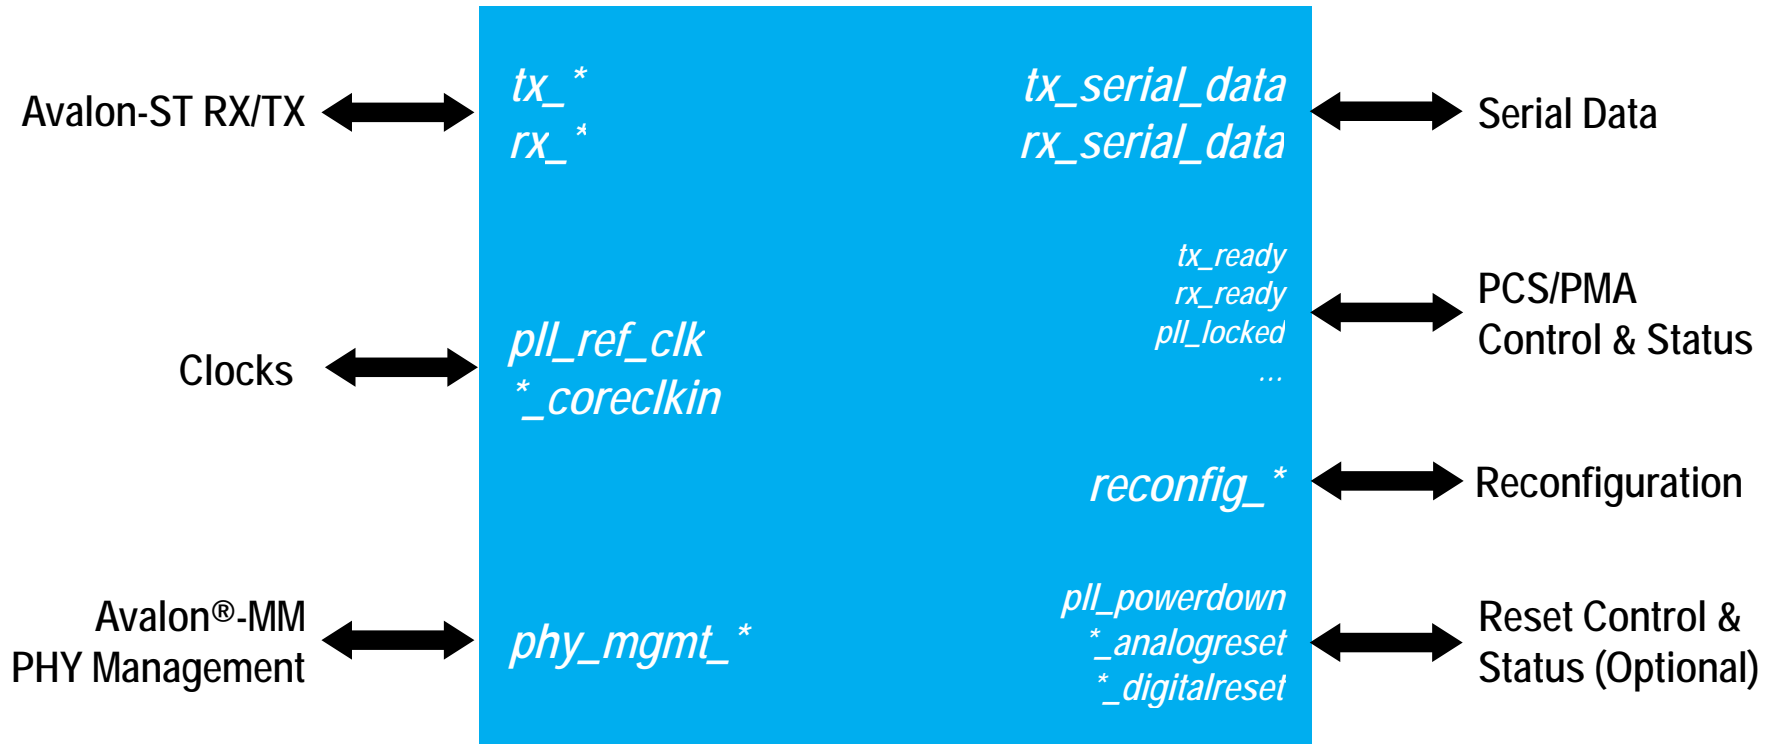 Avalon-ST RX/TX
tx_*
rx_*
tx_serial_data
rx_serial_data
Serial Data
Clocks
pll_ref_clk
*_coreclkin
tx_ready
rx_ready
pll_locked
...
PCS/PMA
Control & Status
reconfig_*
Reconfiguration
Avalon®-MM
PHY Management
phy_mgmt_*
pll_powerdown
*_analogreset
*_digitalreset
Reset Control &
Status (Optional)